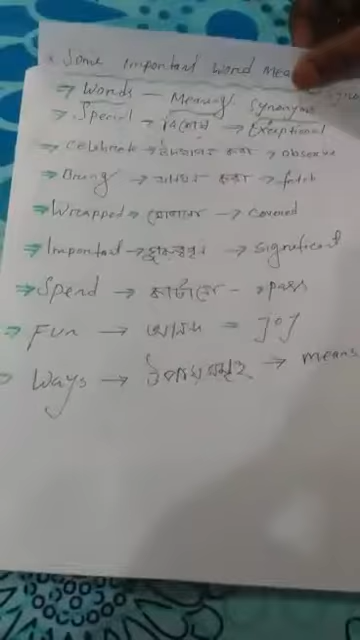 * Some Important Word Mea
⇒ Words — Meaning Synonyms
⇒ Special → বিশেষ → Exceptional
⇒ Celebrate → উদযাপন করা → Observe
⇒ Bring → আনয়ন করা → fetch
⇒ Wrapped → মোড়ানো → covered
⇒ Important → গুরুত্বপূর্ণ → significant
⇒ Spend → কাটানো - → pass
⇒ Fun → আনন্দ = joy
⇒ Ways → উপায়সমূহ → means